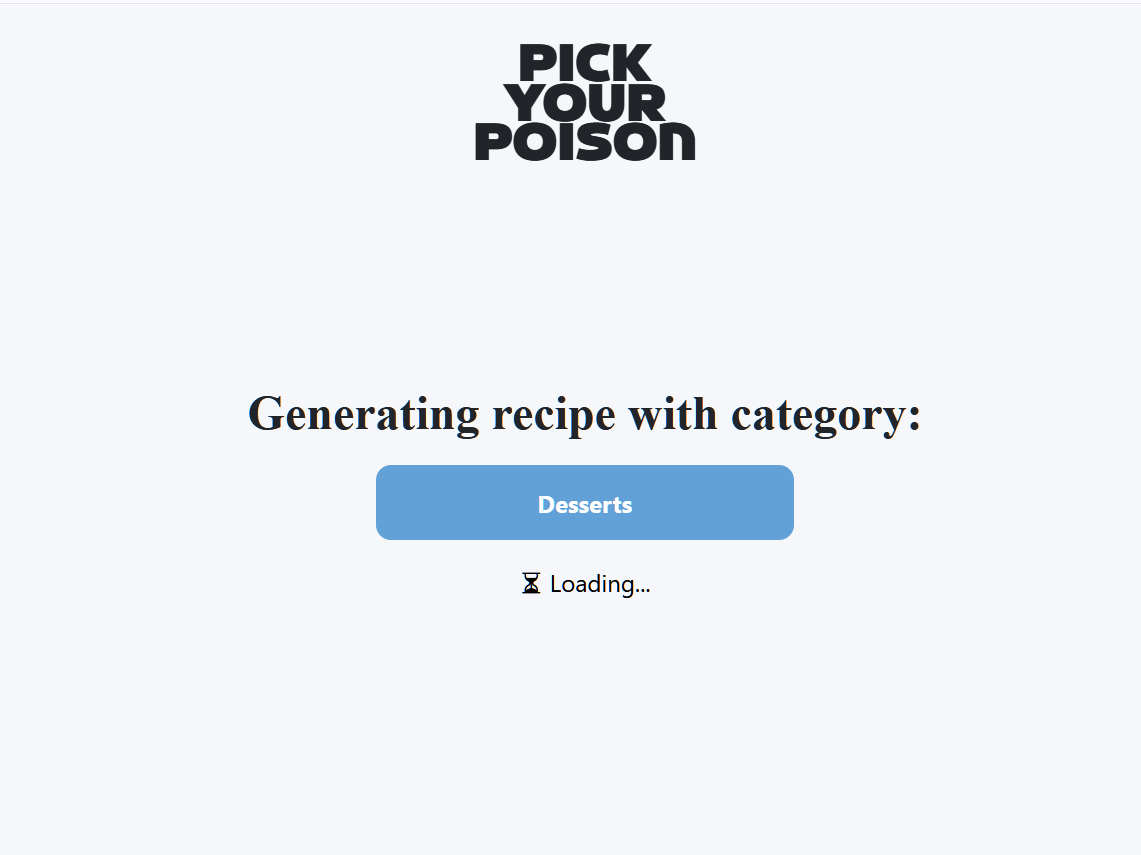 PICK
YOUR
POISON
Generating recipe with category:
Desserts
⌛ Loading...